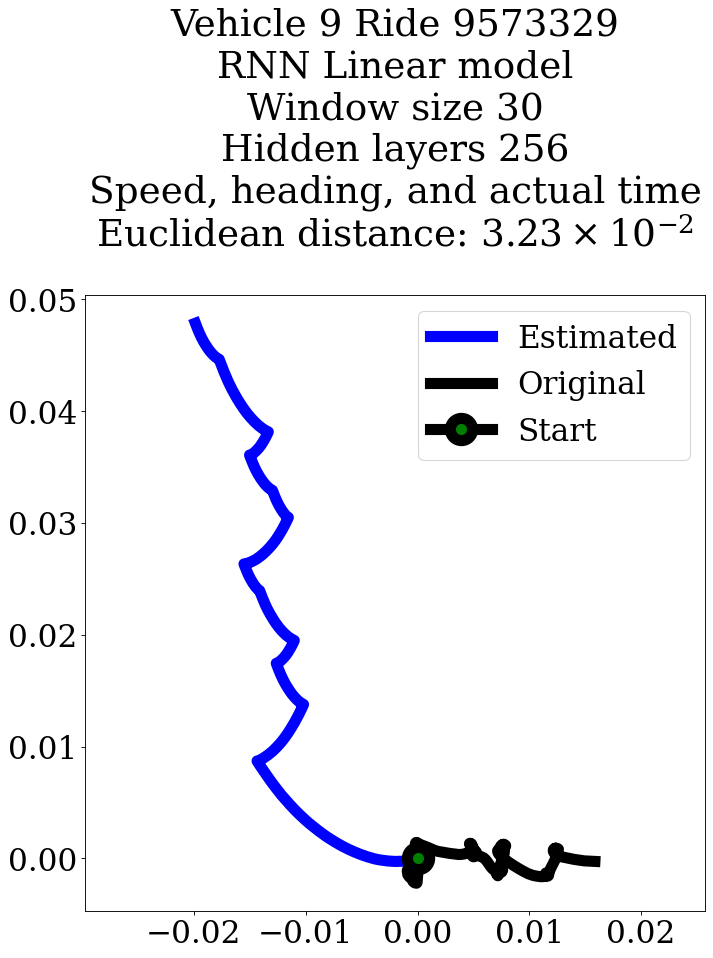 Vehicle 9 Ride 9573329
RNN Linear model
Window size 30
Hidden layers 256
Speed, heading, and actual time
Euclidean distance: 3.23 × 10⁻²
0.05
0.04
0.03
0.02
0.01
0.00
Estimated
Original
Start
−0.02 −0.01 0.00 0.01 0.02